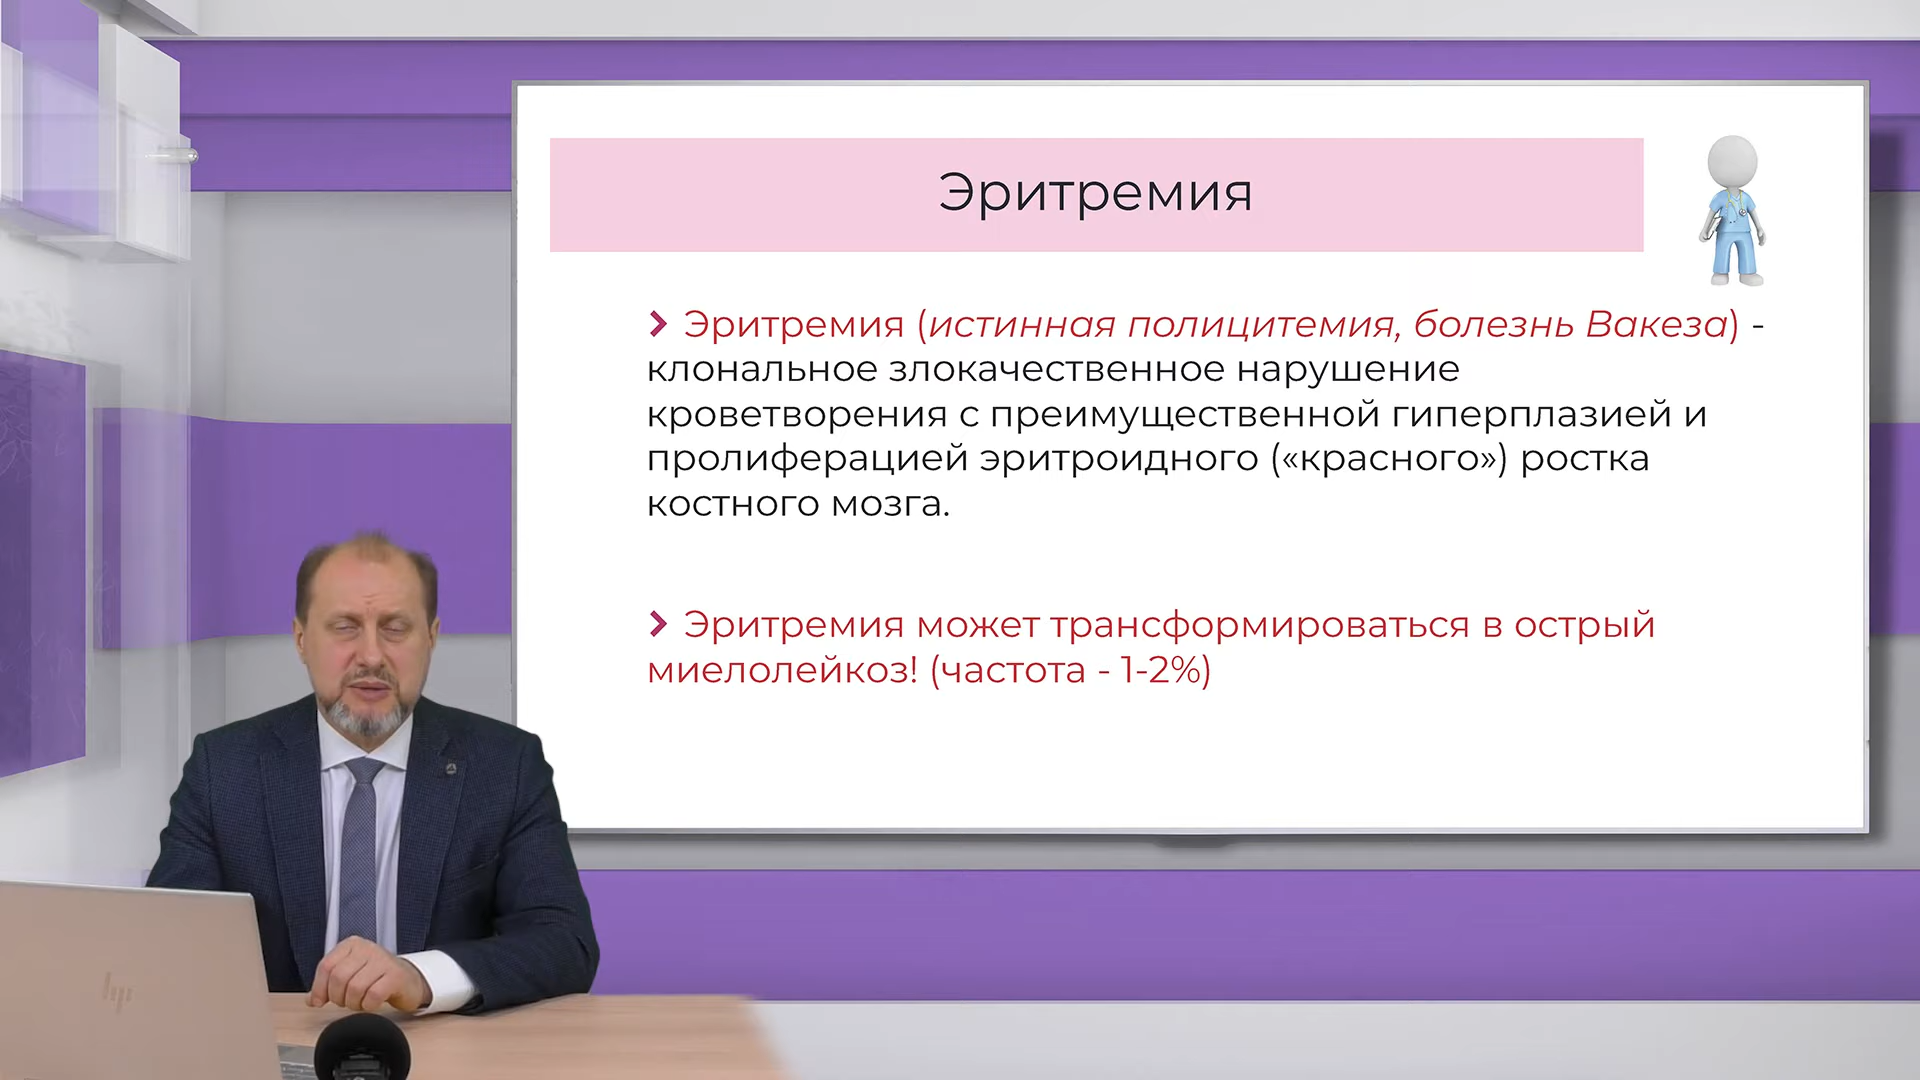 Эритремия
Эритремия (истинная полицитемия, болезнь Вакеза) -
клональное злокачественное нарушение
кроветворения с преимущественной гиперплазией и
пролиферацией эритроидного («красного») ростка
костного мозга.
Эритремия может трансформироваться в острый
миелолейкоз! (частота - 1-2%)
hp